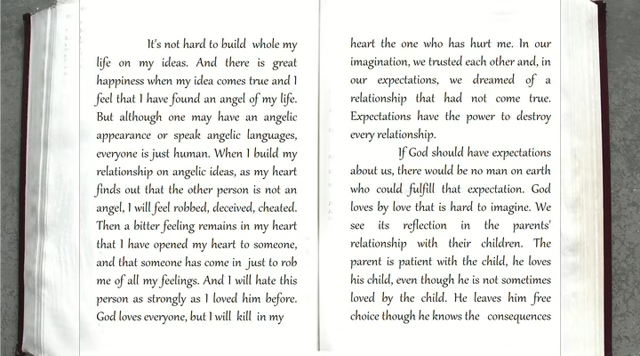 It's not hard to build whole my
life on my ideas. And there is great
happiness when my idea comes true and I
feel that I have found an angel of my life.
But although one may have an angelic
appearance or speak angelic languages,
everyone is just human. When I build my
relationship on angelic ideas, as my heart
finds out that the other person is not an
angel, I will feel robbed, deceived, cheated.
Then a bitter feeling remains in my heart
that I have opened my heart to someone,
and that someone has come in just to rob
me of all my feelings. And I will hate this
person as strongly as I loved him before.
God loves everyone, but I will kill in my
heart the one who has hurt me. In our
imagination, we trusted each other and, in
our expectations, we dreamed of a
relationship that had not come true.
Expectations have the power to destroy
every relationship.
If God should have expectations
about us, there would be no man on earth
who could fulfill that expectation. God
loves by love that is hard to imagine. We
see its reflection in the parents'
relationship with their children. The
parent is patient with the child, he loves
his child, even though he is not sometimes
loved by the child. He leaves him free
choice though he knows the consequences